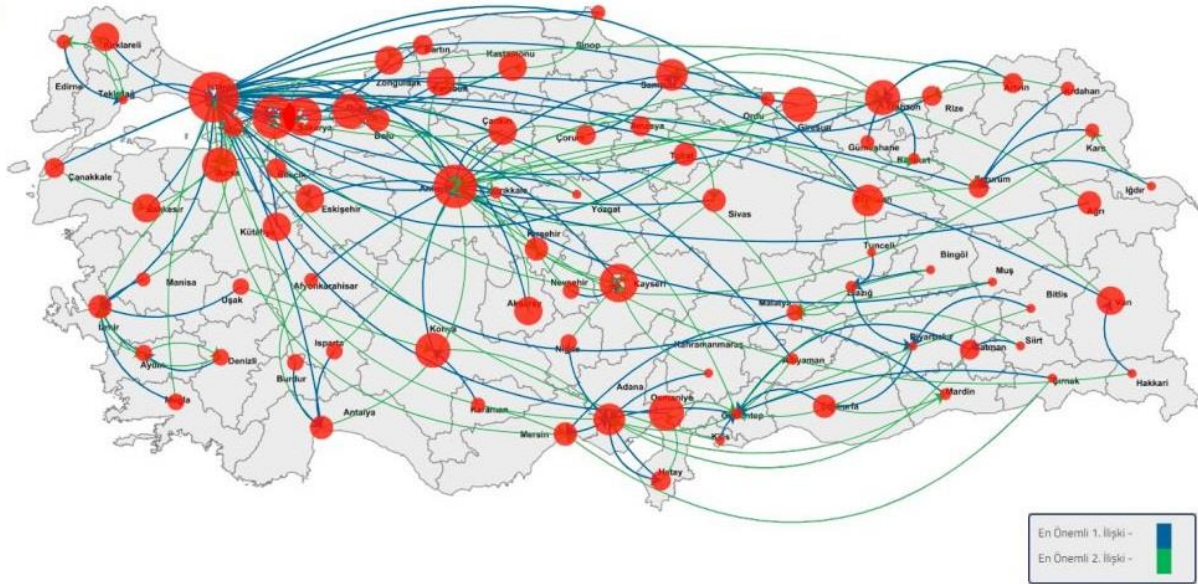 Sinop
Kırklareli
Bartın
Kastamonu
Edirne
Zonguldak
Tekirdağ
Artvin
Ardahan
Ordu
Rize
Giresun
Bolu
Çankırı
Çorum
Amasya
Gümüşhane
Kars
Bayburt
Tokat
Çanakkale
Bilecik
Erzurum
Iğdır
Balıkesir
Eskişehir
Yozgat
Sivas
Ağrı
Kütahya
Kırşehir
Tunceli
Bingöl
Muş
Manisa
Afyonkarahisar
Nevşehir
Kayseri
Elazığ
Uşak
Aksaray
Malatya
Bitlis
Van
İzmir
Konya
Isparta
Niğde
Kahramanmaraş
Diyarbakır
Batman
Siirt
Aydın
Denizli
Burdur
Adıyaman
Adana
Şırnak
Hakkari
Muğla
Karaman
Osmaniye
Mardin
Antalya
Gaziantep
Mersin
Kilis
Hatay
En Önemli 1. İlişki -
En Önemli 2. İlişki -